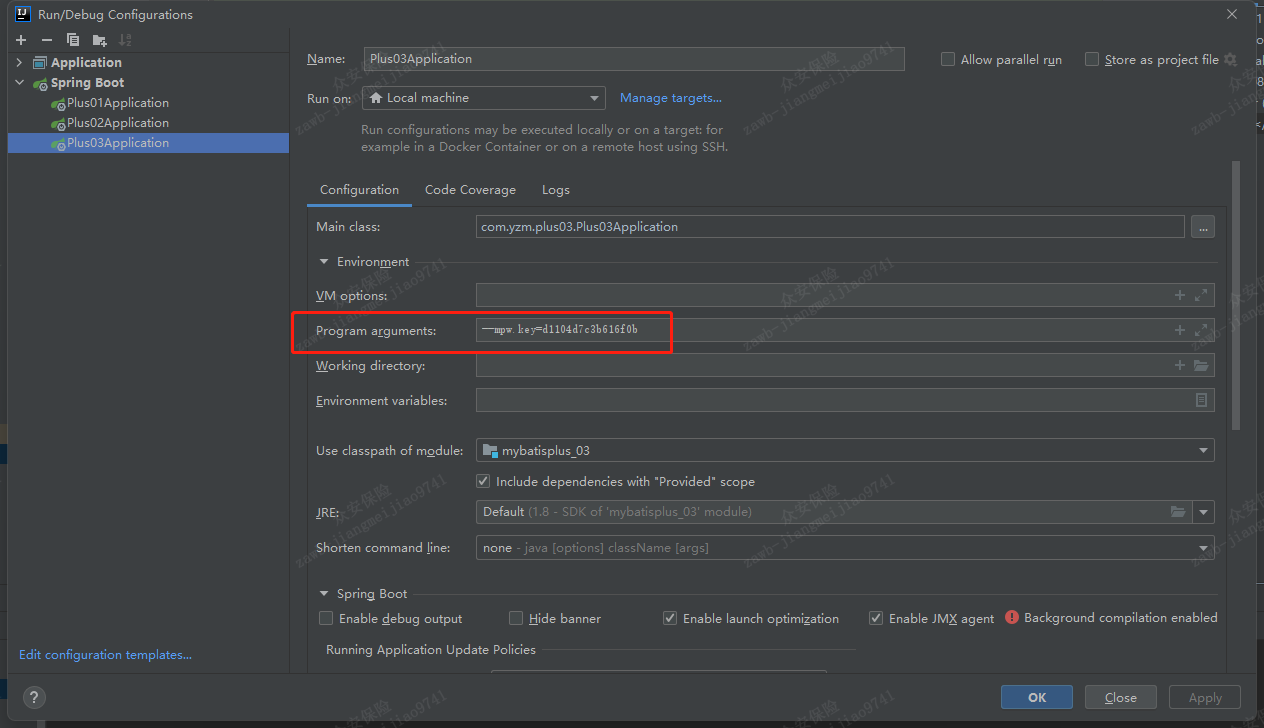 Run/Debug Configurations
Application
Spring Boot
Plus01Application
Plus02Application
Plus03Application
Edit configuration templates...
Name: Plus03Application
Allow parallel run
Store as project file
Run on: Local machine
Manage targets...
Run configurations may be executed locally or on a target: for
example in a Docker Container or on a remote host using SSH.
Configuration Code Coverage Logs
Main class: com.yzm.plus03.Plus03Application
...
Environment
VM options:
Program arguments: --mpw.key=d1104d7c3b616f0b
Working directory:
Environment variables:
Use classpath of module: mybatisplus_03
Include dependencies with "Provided" scope
JRE: Default (1.8 - SDK of 'mybatisplus_03' module)
Shorten command line: none - java [options] className [args]
Spring Boot
Enable debug output
Hide banner
Enable launch optimization
Enable JMX agent
Background compilation enabled
Running Application Update Policies
?
OK
Close
Apply
众安保险
zawb-jiangmeijiao9741